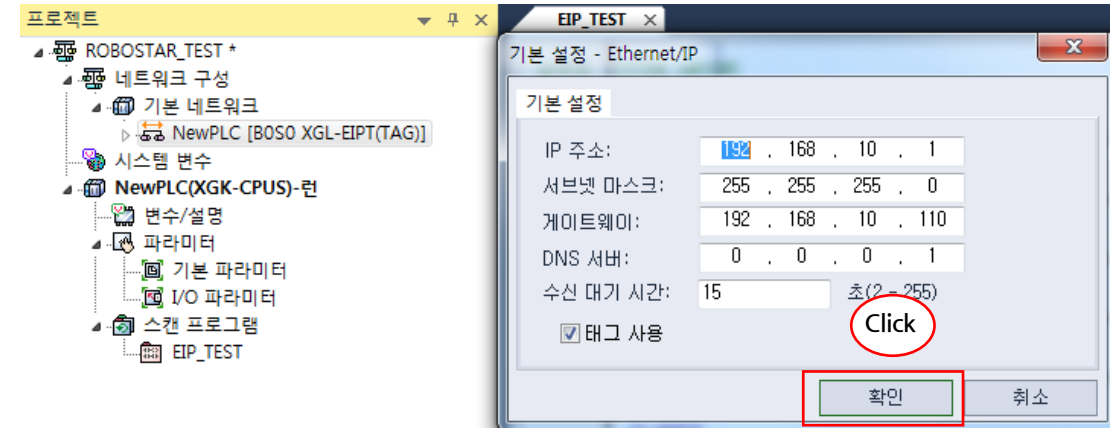 프로젝트
ROBOSTAR_TEST *
네트워크 구성
기본 네트워크
NewPLC [B0S0 XGL-EIPT(TAG)]
시스템 변수
NewPLC(XGK-CPUS)-런
변수/설명
파라미터
기본 파라미터
I/O 파라미터
스캔 프로그램
EIP_TEST
EIP_TEST
기본 설정 - Ethernet/IP
기본 설정
IP 주소: 192 . 168 . 10 . 1
서브넷 마스크: 255 . 255 . 255 . 0
게이트웨이: 192 . 168 . 10 . 110
DNS 서버: 0 . 0 . 0 . 1
수신 대기 시간: 15 초(2 - 255)
태그 사용
Click
확인 취소